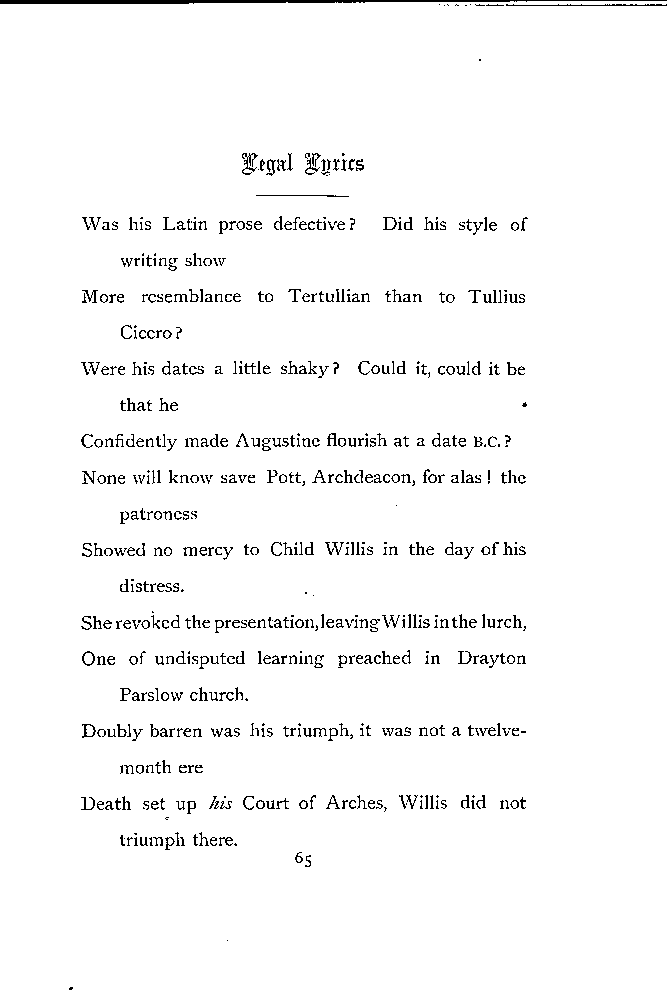 Legal Lyrics
Was his Latin prose defective? Did his style of
writing show
More resemblance to Tertullian than to Tullius
Cicero?
Were his dates a little shaky? Could it, could it be
that he
Confidently made Augustine flourish at a date B.C.?
None will know save Pott, Archdeacon, for alas! the
patroness
Showed no mercy to Child Willis in the day of his
distress.
She revoked the presentation, leaving Willis in the lurch,
One of undisputed learning preached in Drayton
Parslow church.
Doubly barren was his triumph, it was not a twelve-
month ere
Death set up his Court of Arches, Willis did not
triumph there.
65